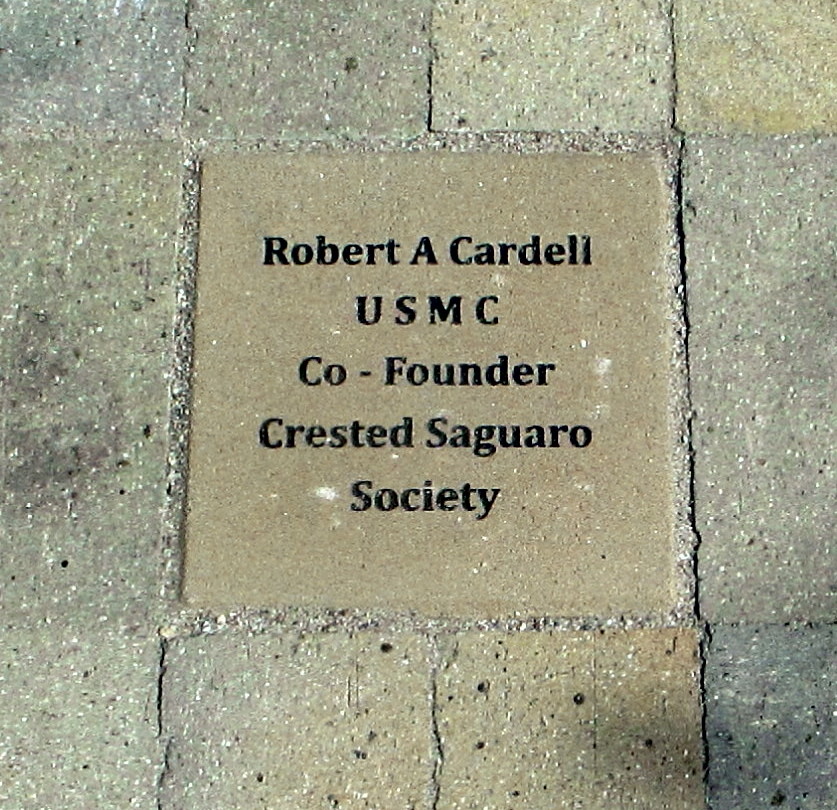 Robert A Cardell
U S M C
Co - Founder
Crested Saguaro
Society